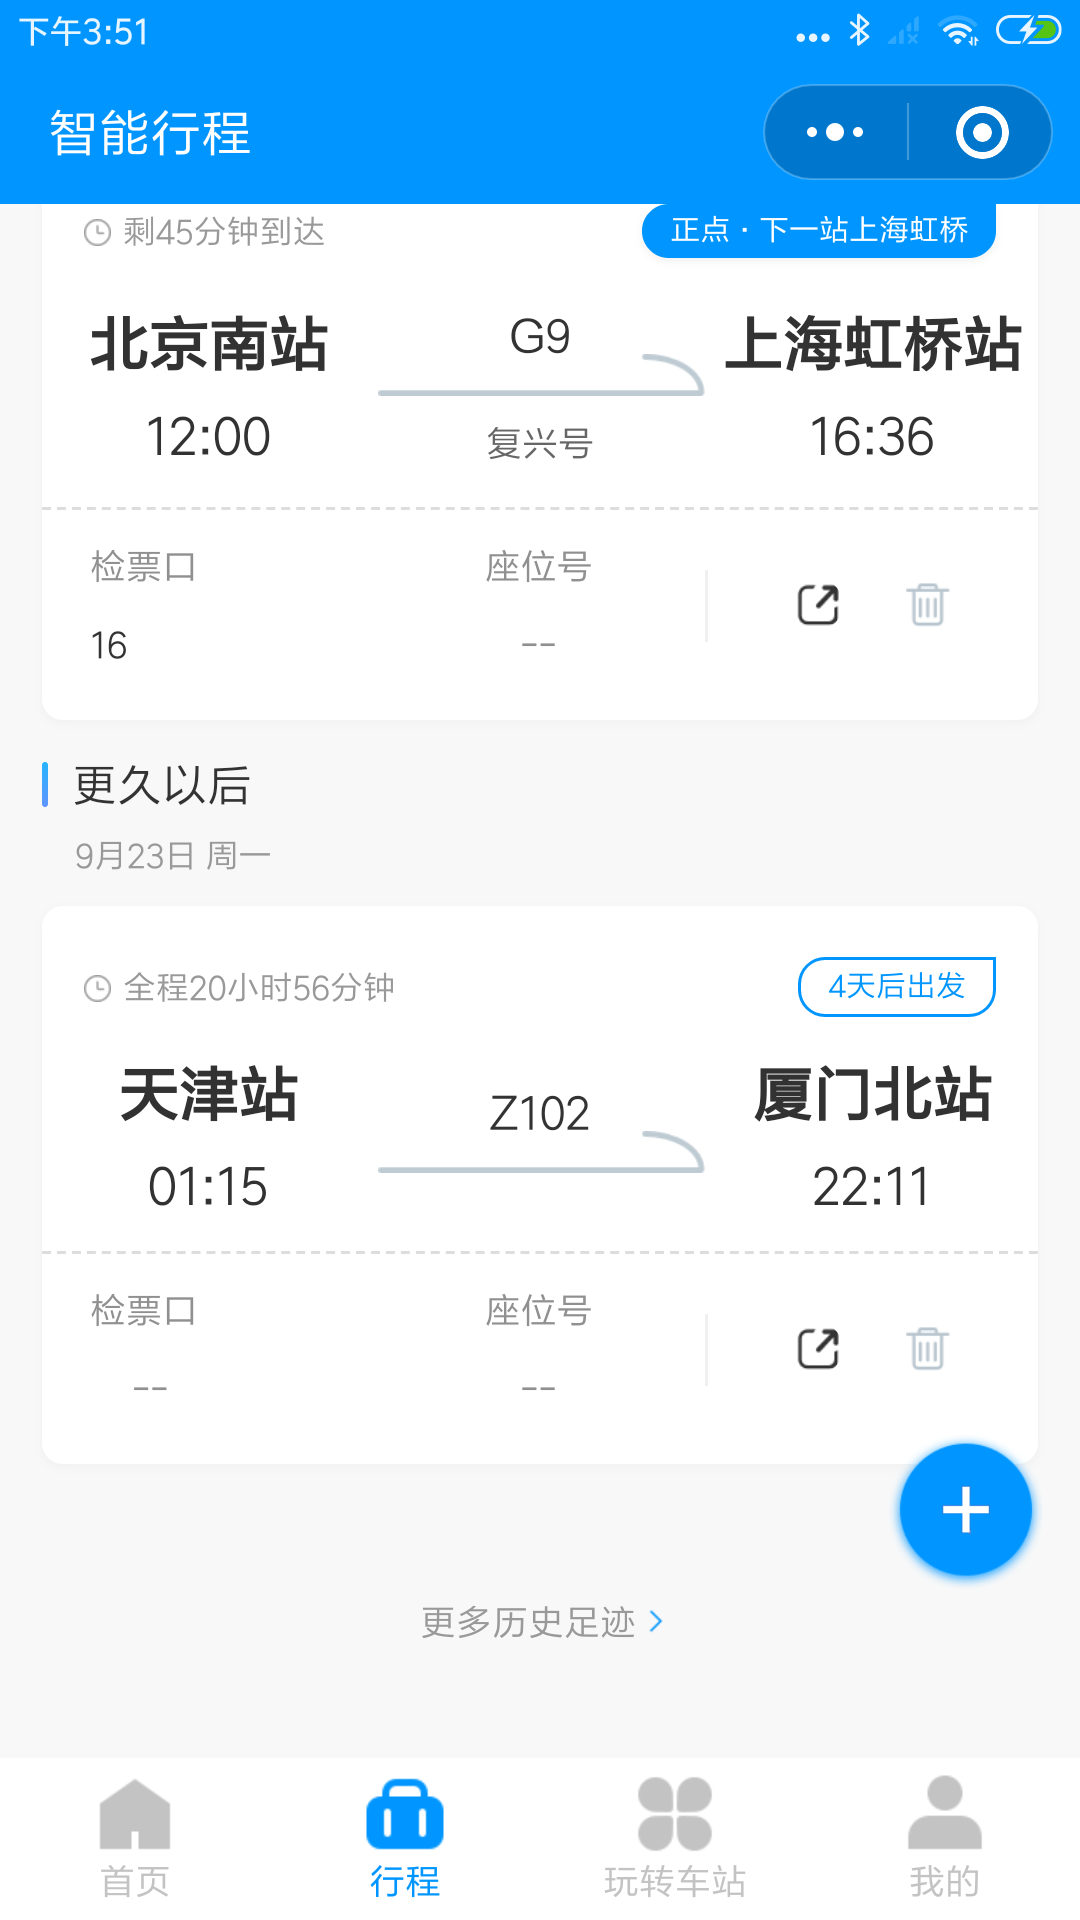 下午3:51
智能行程
剩45分钟到达
正点·下一站上海虹桥
北京南站
G9
上海虹桥站
12:00
复兴号
16:36
检票口
座位号
16
--
更久以后
9月23日 周一
全程20小时56分钟
4天后出发
天津站
Z102
厦门北站
01:15
22:11
检票口
座位号
--
--
更多历史足迹 >
首页
行程
玩转车站
我的